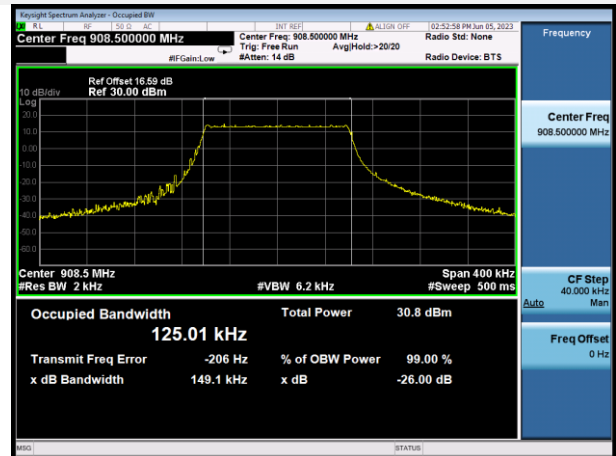 Keysight Spectrum Analyzer - Occupied BW
RL RF 50 Ω AC INT REF ALIGN OFF 02:52:58 PM Jun 05, 2023
Center Freq 908.500000 MHz Center Freq: 908.500000 MHz Radio Std: None Frequency
Trig: Free Run Avg|Hold:>20/20
#IFGain:Low #Atten: 14 dB Radio Device: BTS
Ref Offset 16.59 dB
10 dB/div Ref 30.00 dBm
Log
20.0
10.0
0.00
10.0
20.0
30.0
40.0
50.0
60.0
Center Freq
908.500000 MHz
Center 908.5 MHz Span 400 kHz
#Res BW 2 kHz #VBW 6.2 kHz #Sweep 500 ms
CF Step
40.000 kHz
Auto Man
Occupied Bandwidth Total Power 30.8 dBm
125.01 kHz
Freq Offset
0 Hz
Transmit Freq Error -206 Hz % of OBW Power 99.00 %
x dB Bandwidth 149.1 kHz x dB -26.00 dB
MSG STATUS